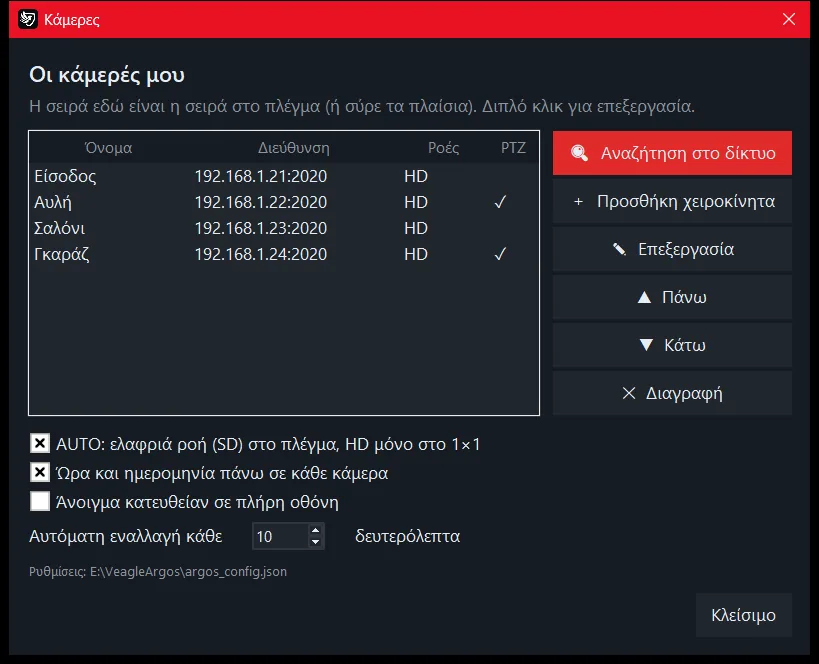 Κάμερες
Οι κάμερές μου
Η σειρά εδώ είναι η σειρά στο πλέγμα (ή σύρε τα πλαίσια). Διπλό κλικ για επεξεργασία.
Όνομα Διεύθυνση Ροές PTZ
Είσοδος 192.168.1.21:2020 HD
Αυλή 192.168.1.22:2020 HD ✓
Σαλόνι 192.168.1.23:2020 HD
Γκαράζ 192.168.1.24:2020 HD ✓
Αναζήτηση στο δίκτυο
+ Προσθήκη χειροκίνητα
Επεξεργασία
▲ Πάνω
▼ Κάτω
✕ Διαγραφή
AUTO: ελαφριά ροή (SD) στο πλέγμα, HD μόνο στο 1×1
Ώρα και ημερομηνία πάνω σε κάθε κάμερα
Άνοιγμα κατευθείαν σε πλήρη οθόνη
Αυτόματη εναλλαγή κάθε 10 δευτερόλεπτα
Ρυθμίσεις: E:\VeagleArgos\argos_config.json
Κλείσιμο